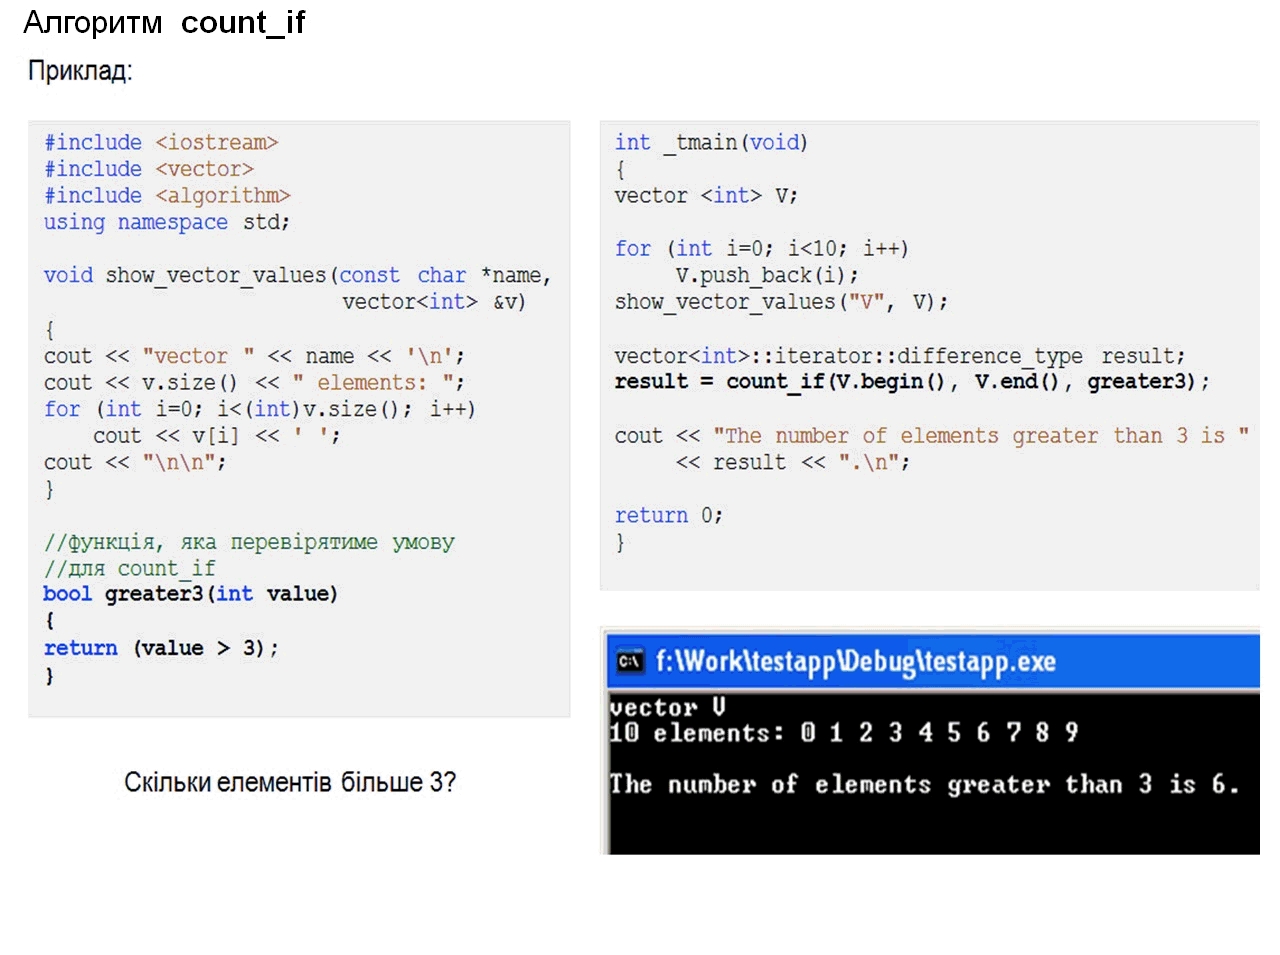 Алгоритм count_if
Приклад:
#include <iostream>
#include <vector>
#include <algorithm>
using namespace std;
void show_vector_values(const char *name,
vector<int> &v)
{
cout << "vector " << name << '\n';
cout << v.size() << " elements: ";
for (int i=0; i<(int)v.size(); i++)
cout << v[i] << ' ';
cout << "\n\n";
}
//функція, яка перевірятиме умову
//для count_if
bool greater3(int value)
{
return (value > 3);
}
Скільки елементів більше 3?
int _tmain(void)
{
vector <int> V;
for (int i=0; i<10; i++)
V.push_back(i);
show_vector_values("V", V);
vector<int>::iterator::difference_type result;
result = count_if(V.begin(), V.end(), greater3);
cout << "The number of elements greater than 3 is "
<< result << ".\n";
return 0;
}
C:\ f:\Work\testapp\Debug\testapp.exe
vector V
10 elements: 0 1 2 3 4 5 6 7 8 9
The number of elements greater than 3 is 6.